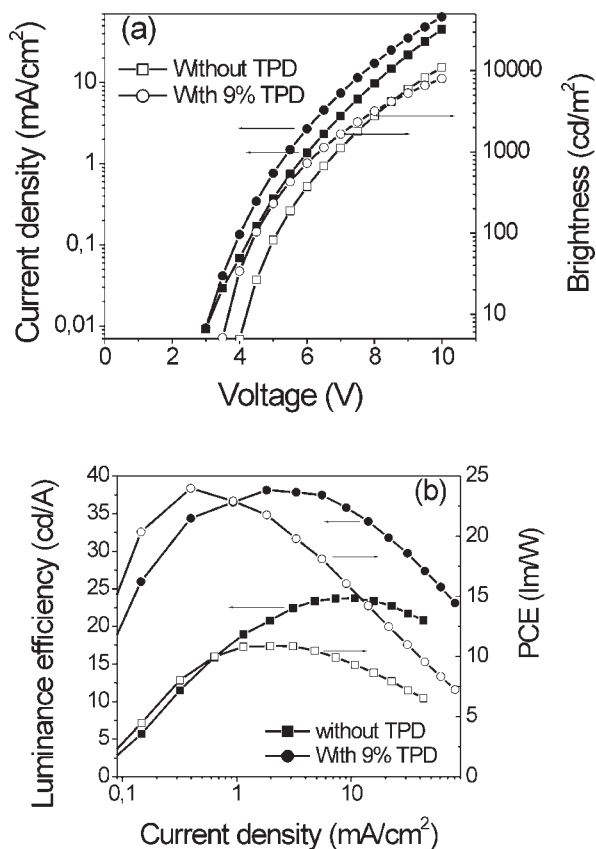 (a)
Without TPD
With 9% TPD
Current density (mA/cm²)
10
1
0,1
0,01
Brightness (cd/m²)
10000
1000
100
10
0 2 4 6 8 10
Voltage (V)
(b)
Luminance efficiency (cd/A)
40
35
30
25
20
15
10
5
0
PCE (lm/W)
25
20
15
10
5
0
without TPD
With 9% TPD
0,1 1 10
Current density (mA/cm²)